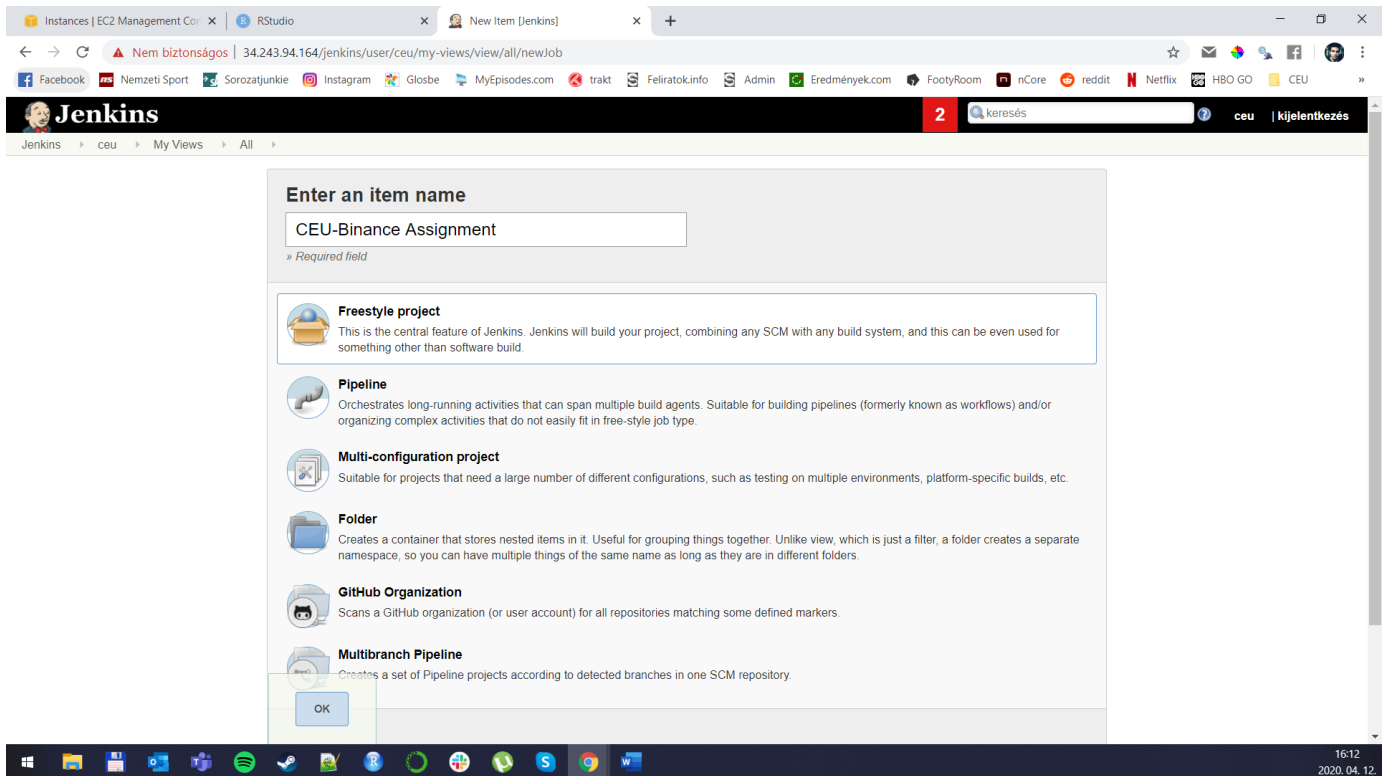 Instances | EC2 Management Cor
RStudio
New Item [Jenkins]
Nem biztonságos | 34.243.94.164/jenkins/user/ceu/my-views/view/all/newJob
Facebook Nemzeti Sport Sorozatjunkie Instagram Glosbe MyEpisodes.com trakt Feliratok.info Admin Eredmények.com FootyRoom nCore reddit Netflix HBO GO CEU »
Jenkins 2 keresés ceu | kijelentkezés
Jenkins ceu My Views All
Enter an item name
CEU-Binance Assignment
» Required field
Freestyle project
This is the central feature of Jenkins. Jenkins will build your project, combining any SCM with any build system, and this can be even used for
something other than software build.
Pipeline
Orchestrates long-running activities that can span multiple build agents. Suitable for building pipelines (formerly known as workflows) and/or
organizing complex activities that do not easily fit in free-style job type.
Multi-configuration project
Suitable for projects that need a large number of different configurations, such as testing on multiple environments, platform-specific builds, etc.
Folder
Creates a container that stores nested items in it. Useful for grouping things together. Unlike view, which is just a filter, a folder creates a separate
namespace, so you can have multiple things of the same name as long as they are in different folders.
GitHub Organization
Scans a GitHub organization (or user account) for all repositories matching some defined markers.
Multibranch Pipeline
Creates a set of Pipeline projects according to detected branches in one SCM repository.
OK
16:12
2020. 04. 12.